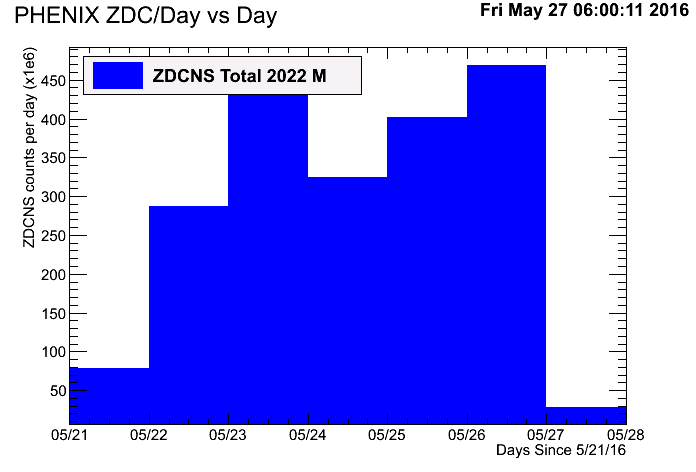 PHENIX ZDC/Day vs Day
Fri May 27 06:00:11 2016
ZDCNS counts per day (x1e6)
ZDCNS Total 2022 M
450
400
350
300
250
200
150
100
50
05/21 05/22 05/23 05/24 05/25 05/26 05/27 05/28
Days Since 5/21/16